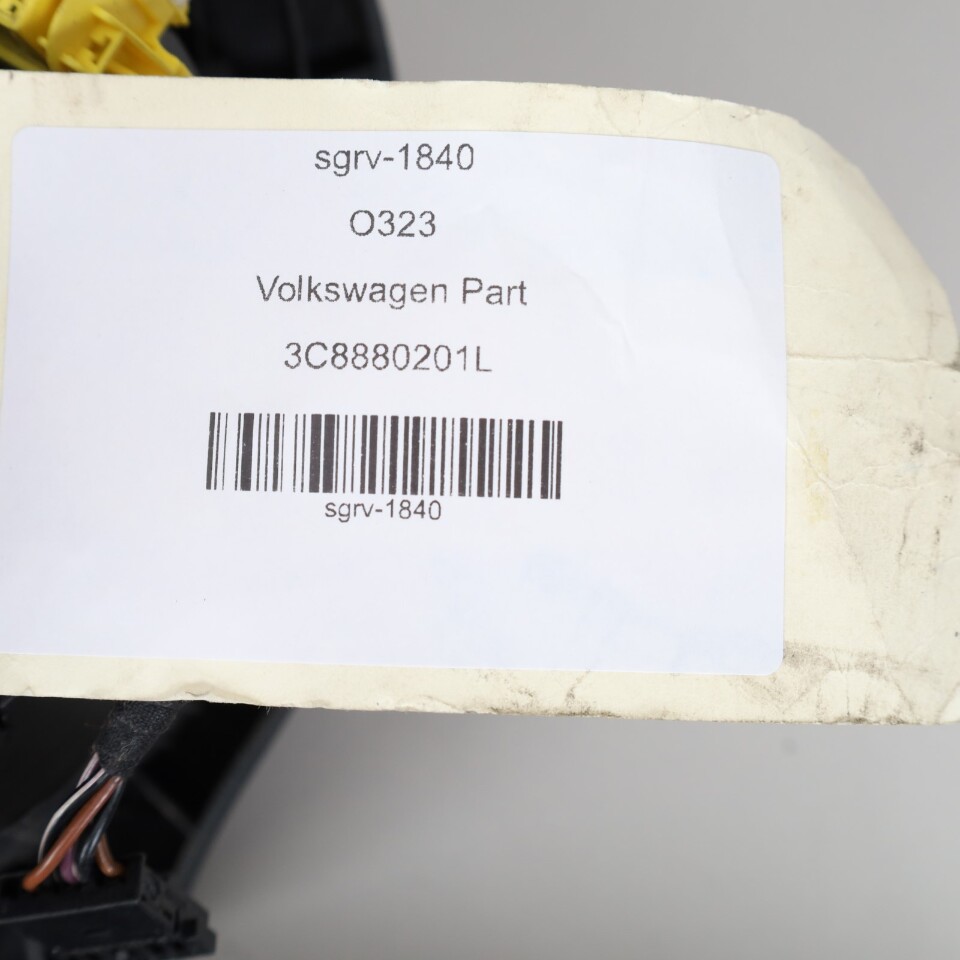 sgrv-1840
O323
Volkswagen Part
3C8880201L
sgrv-1840